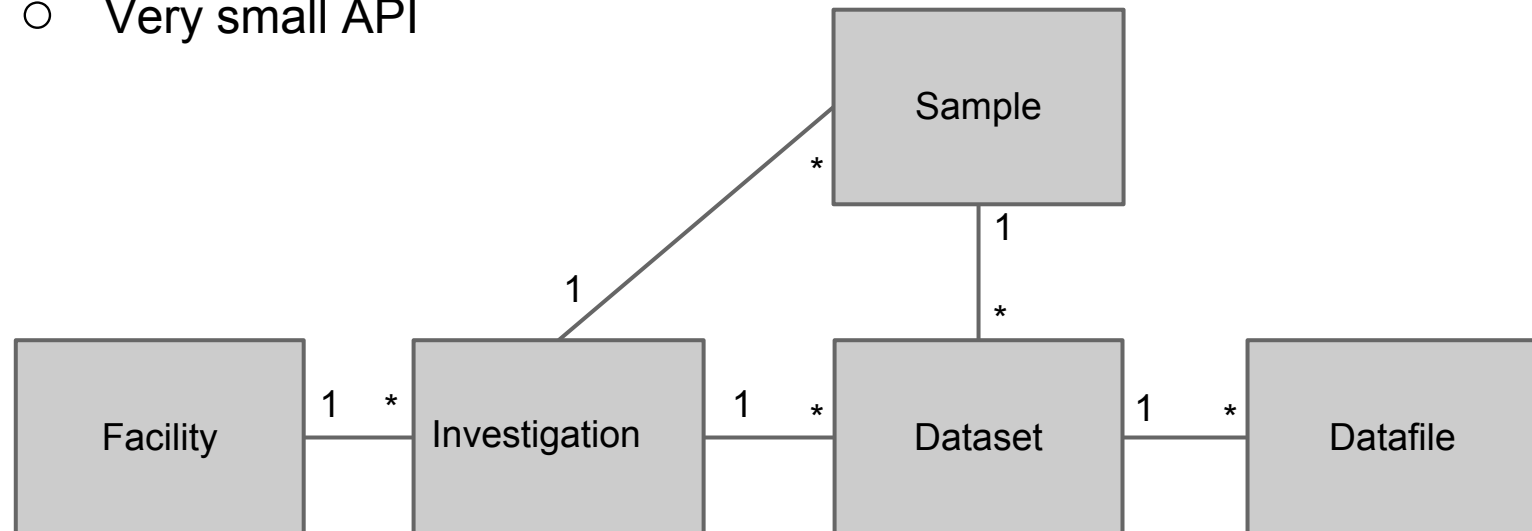 ○ Very small API
Sample
*
1
1
*
Facility
1 *
Investigation
1 *
Dataset
1 *
Datafile